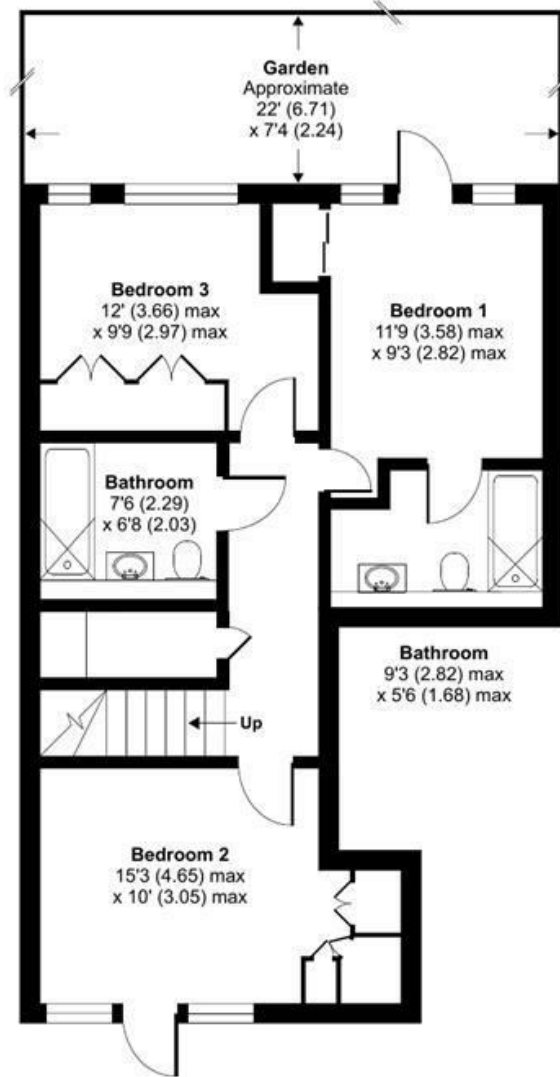 Garden
Approximate
22' (6.71)
x 7'4 (2.24)
Bedroom 3
12' (3.66) max
x 9'9 (2.97) max
Bedroom 1
11'9 (3.58) max
x 9'3 (2.82) max
Bathroom
7'6 (2.29)
x 6'8 (2.03)
Bathroom
9'3 (2.82) max
x 5'6 (1.68) max
Up
Bedroom 2
15'3 (4.65) max
x 10' (3.05) max